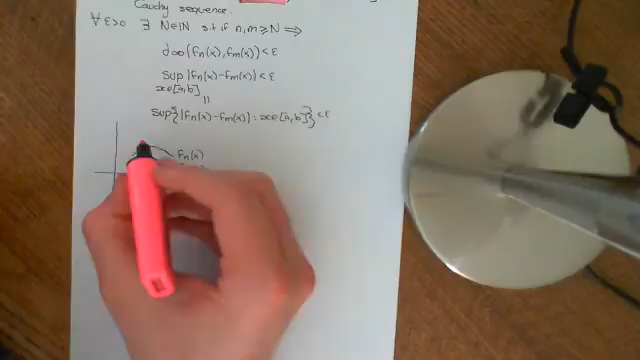 Cauchy sequence.
∀ ε>0 ∃ N∈ℕ s.t if n,m ≥ N ⟹
d∞(fn(x),fm(x)) < ε
sup |fn(x)-fm(x)| < ε
x∈[a,b]
||
sup{|fn(x)-fm(x)| : x∈[a,b]} < ε
fn(x)